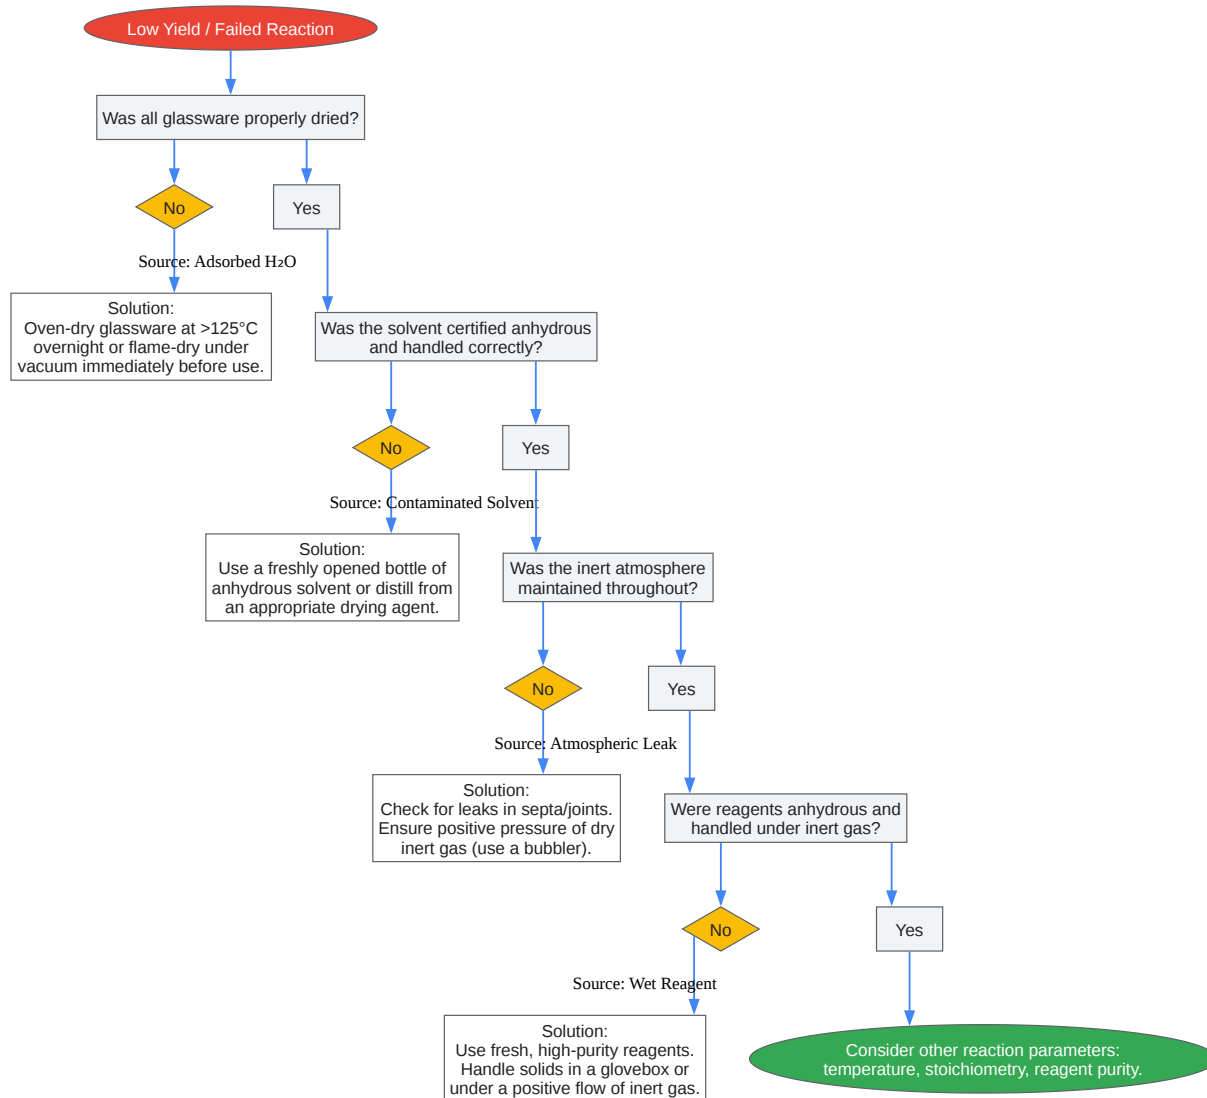 Low Yield / Failed Reaction
Was all glassware properly dried?
No
Yes
Source: Adsorbed H₂O
Solution:
Oven-dry glassware at >125°C
overnight or flame-dry under
vacuum immediately before use.
Was the solvent certified anhydrous
and handled correctly?
No
Yes
Source: Contaminated Solvent
Solution:
Use a freshly opened bottle of
anhydrous solvent or distill from
an appropriate drying agent.
Was the inert atmosphere
maintained throughout?
No
Yes
Source: Atmospheric Leak
Solution:
Check for leaks in septa/joints.
Ensure positive pressure of dry
inert gas (use a bubbler).
Were reagents anhydrous and
handled under inert gas?
No
Yes
Source: Wet Reagent
Solution:
Use fresh, high-purity reagents.
Handle solids in a glovebox or
under a positive flow of inert gas.
Consider other reaction parameters:
temperature, stoichiometry, reagent purity.